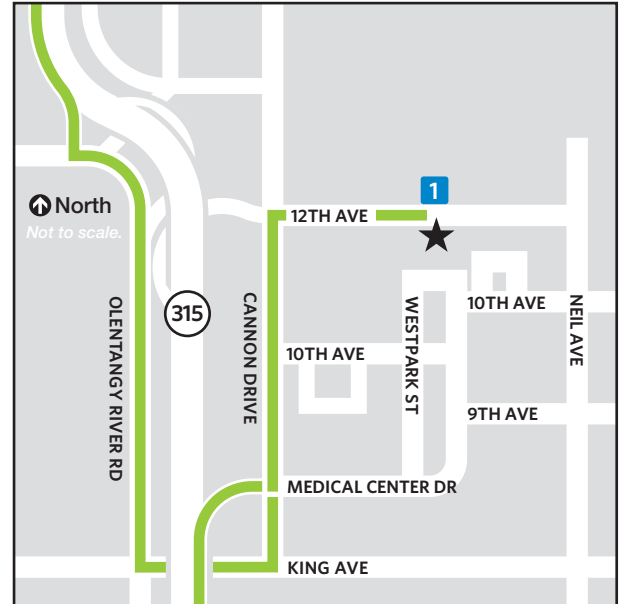 1
12TH AVE
North
Not to scale.
OLENTANGY RIVER RD
315
CANNON DRIVE
WESTPARK ST
10TH AVE
NEIL AVE
10TH AVE
9TH AVE
MEDICAL CENTER DR
KING AVE